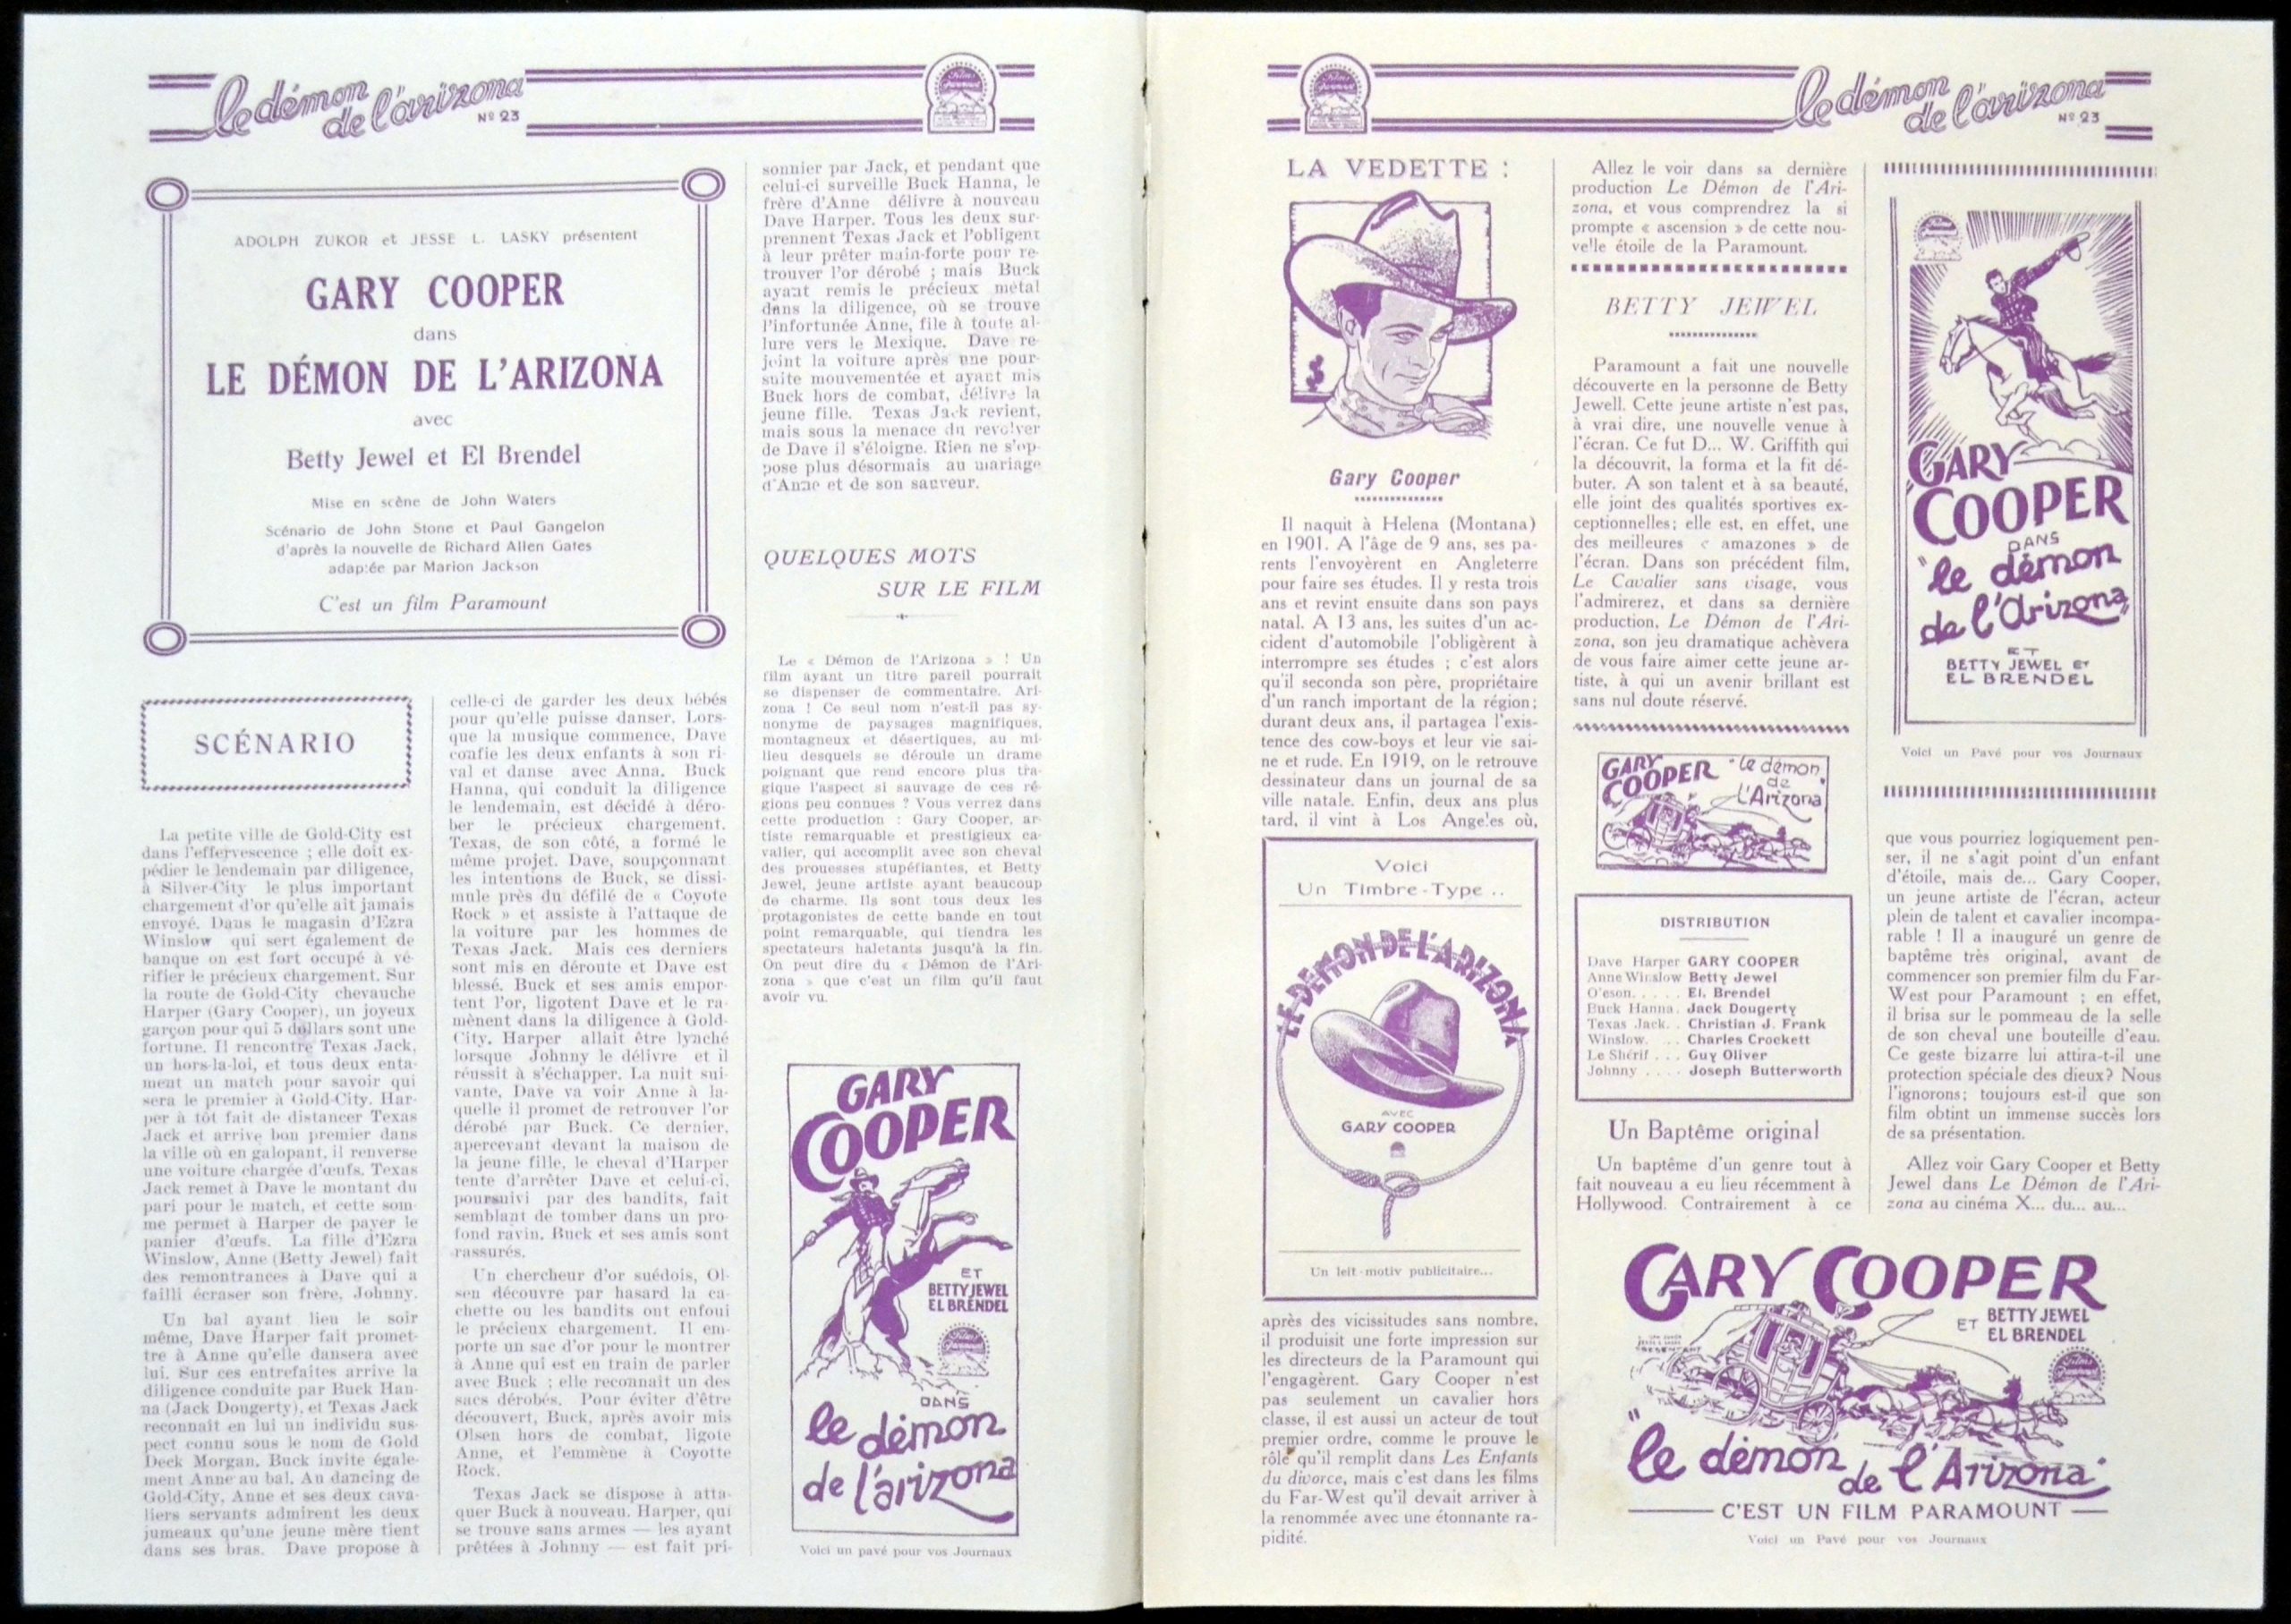 le démon
de l'arizona
Nº 23
ADOLPH ZUKOR et JESSE L. LASKY présentent
GARY COOPER
dans
LE DÉMON DE L'ARIZONA
avec
Betty Jewel et El Brendel
Mise en scêne de John Waters
Scénario de John Stone et Paul Gangelon
d'après la nouvelle de Richard Allen Gates
adaptée par Marion Jackson
C'est un film Paramount
SCÉNARIO
La petite ville de Gold-City est
dans l'effervescence ; elle doit ex-
pédier le lendemain par diligence,
à Silver-City le plus important
chargement d'or qu'elle ait jamais
envoyé. Dans le magasin d'Ezra
Winslow qui sert également de
banque on est fort occupé à vé-
rifier le précieux chargement. Sur
la route de Gold-City chevauche
Harper (Gary Cooper), un joyeux
garçon pour qui 5 dollars sont une
fortune. Il rencontre Texas Jack,
un hors-la-loi, et tous deux enta-
ment un match pour savoir qui
sera le premier à Gold-City. Har-
per a tôt fait de distancer Texas
Jack et arrive bon premier dans
la ville où en galopant, il renverse
une voiture chargée d'œufs. Texas
Jack remet à Dave le montant du
pari pour le match, et cette som-
me permet à Harper de payer le
panier d'œufs. La fille d'Ezra
Winslow, Anne (Betty Jewel) fait
des remontrances à Dave qui a
failli écraser son frère, Johnny.
Un bal ayant lieu le soir
même, Dave Harper fait promet-
tre à Anne qu'elle dansera avec
lui. Sur ces entrefaites arrive la
diligence conduite par Buck Han-
na (Jack Dougerty), et Texas Jack
reconnaît en lui un individu sus-
pect connu sous le nom de Gold
Deck Morgan. Buck invite égale-
ment Anne au bal. Au dancing de
Gold-City, Anne et ses deux cava-
liers servants admirent les deux
jumeaux qu'une jeune mère tient
dans ses bras. Dave propose à
celle-ci de garder les deux bébés
pour qu'elle puisse danser. Lors-
que la musique commence, Dave
confie les deux enfants à son ri-
val et danse avec Anna. Buck
Hanna, qui conduit la diligence
le lendemain, est décidé à déro-
ber le précieux chargement.
Texas, de son côté, a formé le
même projet. Dave, soupçonnant
les intentions de Buck, se dissi-
mule près du défilé de « Coyote
Rock » et assiste à l'attaque de
la voiture par les hommes de
Texas Jack. Mais ces derniers
sont mis en déroute et Dave est
blessé. Buck et ses amis empor-
tent l'or, ligotent Dave et le ra-
mènent dans la diligence à Gold-
City. Harper allait être lynché
lorsque Johnny le délivre et il
réussit à s'échapper. La nuit sui-
vante, Dave va voir Anne à la-
quelle il promet de retrouver l'or
dérobé par Buck. Ce dernier,
apercevant devant la maison de
la jeune fille, le cheval d'Harper
tente d'arrêter Dave et celui-ci,
poursuivi par des bandits, fait
semblant de tomber dans un pro-
fond ravin. Buck et ses amis sont
rassurés.
Un chercheur d'or suédois, Ol-
sen découvre par hasard la ca-
chette ou les bandits ont enfoui
le précieux chargement. Il em-
porte un sac d'or pour le montrer
à Anne qui est en train de parler
avec Buck ; elle reconnaît un des
sacs dérobés. Pour éviter d'être
découvert, Buck, après avoir mis
Olsen hors de combat, ligote
Anne, et l'emmène à Coyotte
Rock.
Texas Jack se dispose à atta-
quer Buck à nouveau. Harper, qui
se trouve sans armes — les ayant
prêtées à Johnny — est fait pri-
sonnier par Jack, et pendant que
celui-ci surveille Buck Hanna, le
frère d'Anne délivre à nouveau
Dave Harper. Tous les deux sur-
prennent Texas Jack et l'obligent
à leur prêter main-forte pour re-
trouver l'or dérobé ; mais Buck
ayant remis le précieux métal
dans la diligence, où se trouve
l'infortunée Anne, file à toute al-
lure vers le Mexique. Dave re-
joint la voiture après une pour-
suite mouvementée et ayant mis
Buck hors de combat, délivre la
jeune fille. Texas Jack revient,
mais sous la menace du revolver
de Dave il s'éloigne. Rien ne s'op-
pose plus désormais au mariage
d'Anne et de son sauveur.
QUELQUES MOTS
SUR LE FILM
Le « Démon de l'Arizona » ! Un
film ayant un titre pareil pourrait
se dispenser de commentaire. Ari-
zona ! Ce seul nom n'est-il pas sy-
nonyme de paysages magnifiques,
montagneux et désertiques, au mi-
lieu desquels se déroule un drame
poignant que rend encore plus tra-
gique l'aspect si sauvage de ces ré-
gions peu connues ? Vous verrez dans
cette production : Gary Cooper, ar-
tiste remarquable et prestigieux ca-
valier, qui accomplit avec son cheval
des prouesses stupéfiantes, et Betty
Jewel, jeune artiste ayant beaucoup
de charme. Ils sont tous deux les
protagonistes de cette bande en tout
point remarquable, qui tiendra les
spectateurs haletants jusqu'à la fin.
On peut dire du « Démon de l'Ari-
zona » que c'est un film qu'il faut
avoir vu.
GARY
COOPER
ET
BETTY JEWEL
EL BRENDEL
DANS
le démon
de l'arizona
Voici un pavé pour vos Journaux
le démon
de l'arizona
Nº 23
LA VEDETTE :
Gary Cooper
Il naquit à Helena (Montana)
en 1901. A l'âge de 9 ans, ses pa-
rents l'envoyèrent en Angleterre
pour faire ses études. Il y resta trois
ans et revint ensuite dans son pays
natal. A 13 ans, les suites d'un ac-
cident d'automobile l'obligèrent à
interrompre ses études ; c'est alors
qu'il seconda son père, propriétaire
d'un ranch important de la région;
durant deux ans, il partagea l'exis-
tence des cow-boys et leur vie sai-
ne et rude. En 1919, on le retrouve
dessinateur dans un journal de sa
ville natale. Enfin, deux ans plus
tard, il vint à Los Angeles où,
Voici
Un Timbre-Type ..
LE DEMON DE L'ARIZONA
AVEC
GARY COOPER
Un leit-motiv publicitaire...
après des vicissitudes sans nombre,
il produisit une forte impression sur
les directeurs de la Paramount qui
l'engagèrent. Gary Cooper n'est
pas seulement un cavalier hors
classe, il est aussi un acteur de tout
premier ordre, comme le prouve le
rôle qu'il remplit dans Les Enfants
du divorce, mais c'est dans les films
du Far-West qu'il devait arriver à
la renommée avec une étonnante ra-
pidité.
Allez le voir dans sa dernière
production Le Démon de l'Ari-
zona, et vous comprendrez la si
prompte « ascension » de cette nou-
velle étoile de la Paramount.
BETTY JEWEL
Paramount a fait une nouvelle
découverte en la personne de Betty
Jewell. Cette jeune artiste n'est pas,
à vrai dire, une nouvelle venue à
l'écran. Ce fut D... W. Griffith qui
la découvrit, la forma et la fit dé-
buter. A son talent et à sa beauté,
elle joint des qualités sportives ex-
ceptionnelles; elle est, en effet, une
des meilleures « amazones » de
l'écran. Dans son précédent film,
Le Cavalier sans visage, vous
l'admirerez, et dans sa dernière
production, Le Démon de l'Ari-
zona, son jeu dramatique achèvera
de vous faire aimer cette jeune ar-
tiste, à qui un avenir brillant est
sans nul doute réservé.
GARY
COOPER
"le démon
de
l'Arizona"
DISTRIBUTION
Dave Harper GARY COOPER
Anne Winslow Betty Jewel
O'eson. . . . . El. Brendel
Buck Hanna. Jack Dougerty
Texas Jack. . Christian J. Frank
Winslow. . . Charles Crockett
Le Shérif . . . Guy Oliver
Johnny . . . . Joseph Butterworth
Un Baptême original
Un baptême d'un genre tout à
fait nouveau a eu lieu récemment à
Hollywood. Contrairement à ce
GARY
COOPER
DANS
"le démon
de l'Arizona"
ET
BETTY JEWEL ET
EL BRENDEL
Voici un Pavé pour vos Journaux
que vous pourriez logiquement pen-
ser, il ne s'agit point d'un enfant
d'étoile, mais de... Gary Cooper,
un jeune artiste de l'écran, acteur
plein de talent et cavalier incompa-
rable ! Il a inauguré un genre de
baptême très original, avant de
commencer son premier film du Far-
West pour Paramount ; en effet,
il brisa sur le pommeau de la selle
de son cheval une bouteille d'eau.
Ce geste bizarre lui attira-t-il une
protection spéciale des dieux? Nous
l'ignorons; toujours est-il que son
film obtint un immense succès lors
de sa présentation.
Allez voir Gary Cooper et Betty
Jewel dans Le Démon de l'Ari-
zona au cinéma X... du... au...
GARY COOPER
ET
BETTY JEWEL
EL BRENDEL
"le démon
de l'Arizona"
C'EST UN FILM PARAMOUNT
Voici un Pavé pour vos Journaux